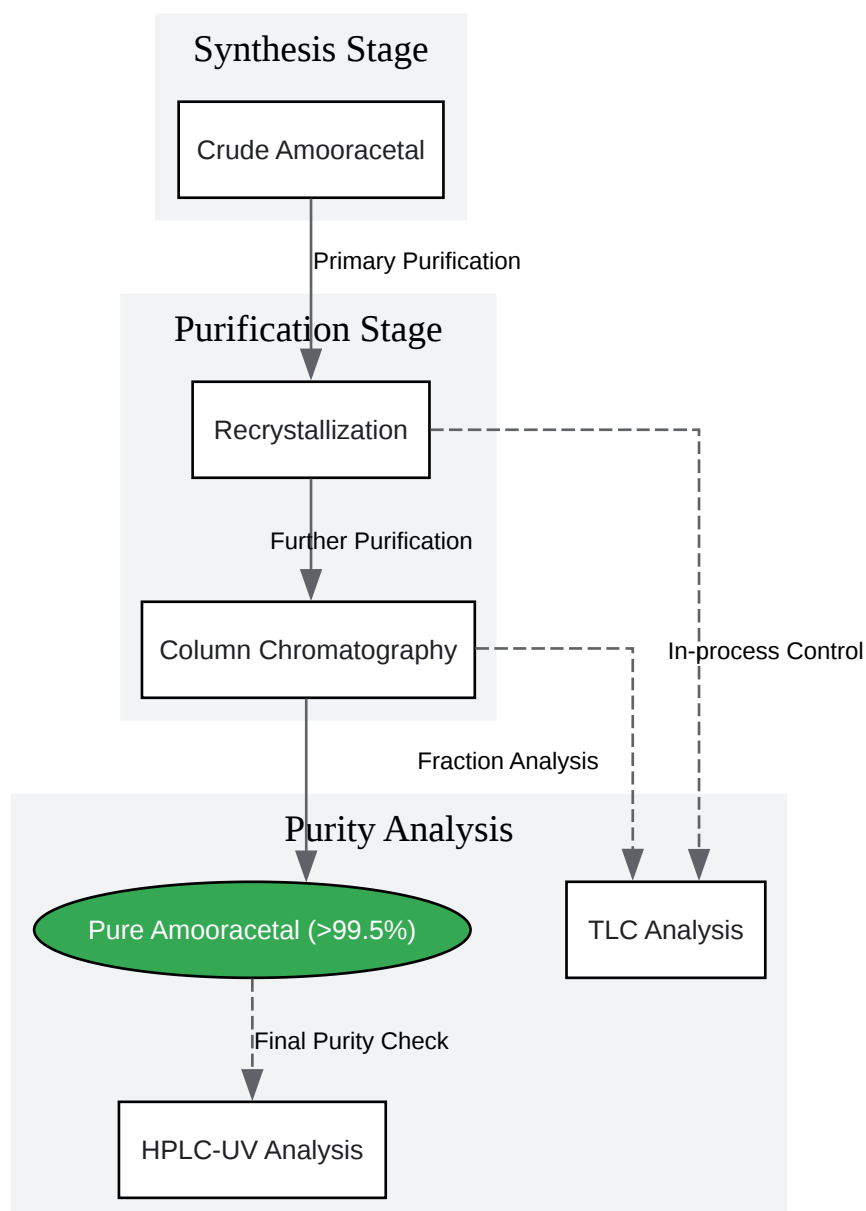 Synthesis Stage
Crude Amooracetal
Primary Purification
Purification Stage
Recrystallization
Further Purification
Column Chromatography
In-process Control
Fraction Analysis
Purity Analysis
Pure Amooracetal (>99.5%)
TLC Analysis
Final Purity Check
HPLC-UV Analysis